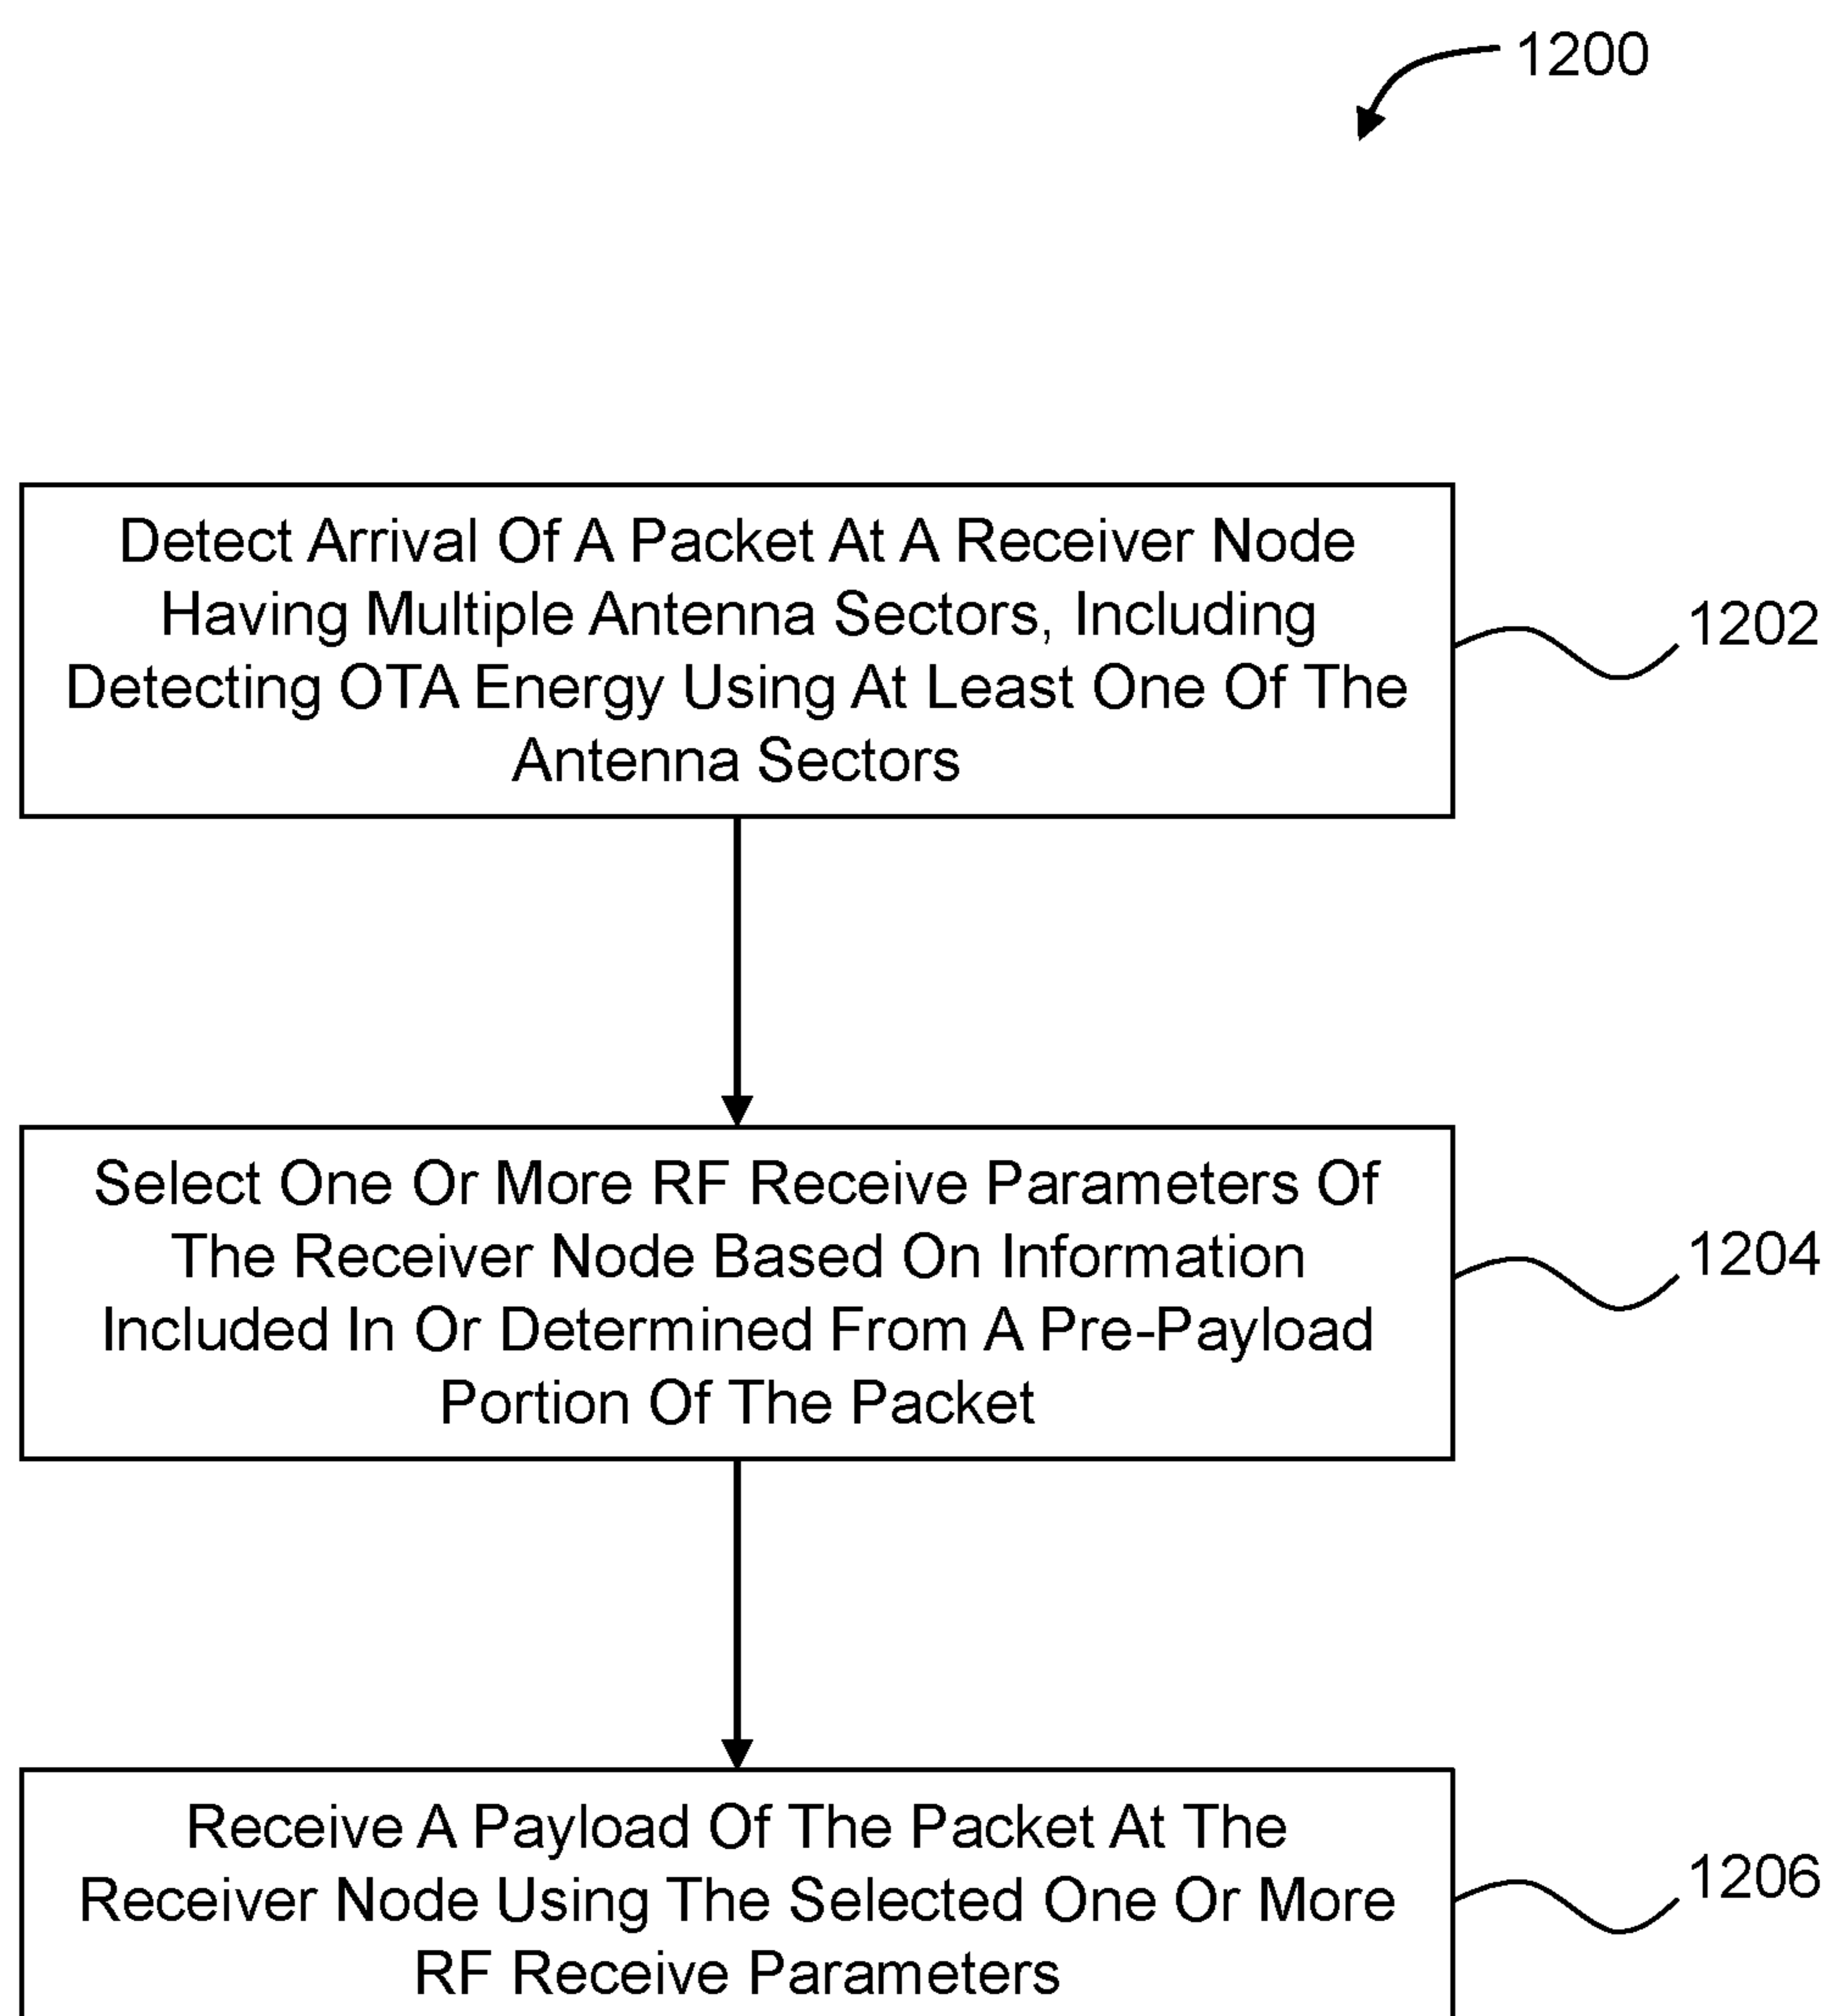 1200
Detect Arrival Of A Packet At A Receiver Node
Having Multiple Antenna Sectors, Including
Detecting OTA Energy Using At Least One Of The
Antenna Sectors
1202
Select One Or More RF Receive Parameters Of
The Receiver Node Based On Information
Included In Or Determined From A Pre-Payload
Portion Of The Packet
1204
Receive A Payload Of The Packet At The
Receiver Node Using The Selected One Or More
RF Receive Parameters
1206